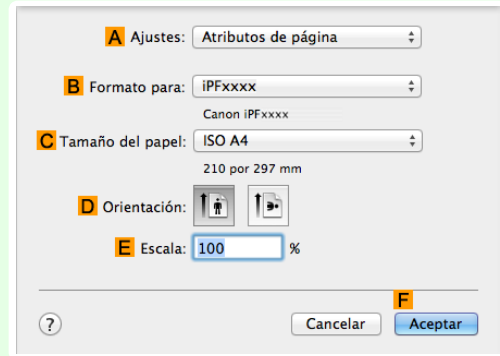 A Ajustes: Atributos de página
B Formato para: iPFxxxx
Canon iPFxxxx
C Tamaño del papel: ISO A4
210 por 297 mm
D Orientación:
E Escala: 100 %
F
? Cancelar Aceptar